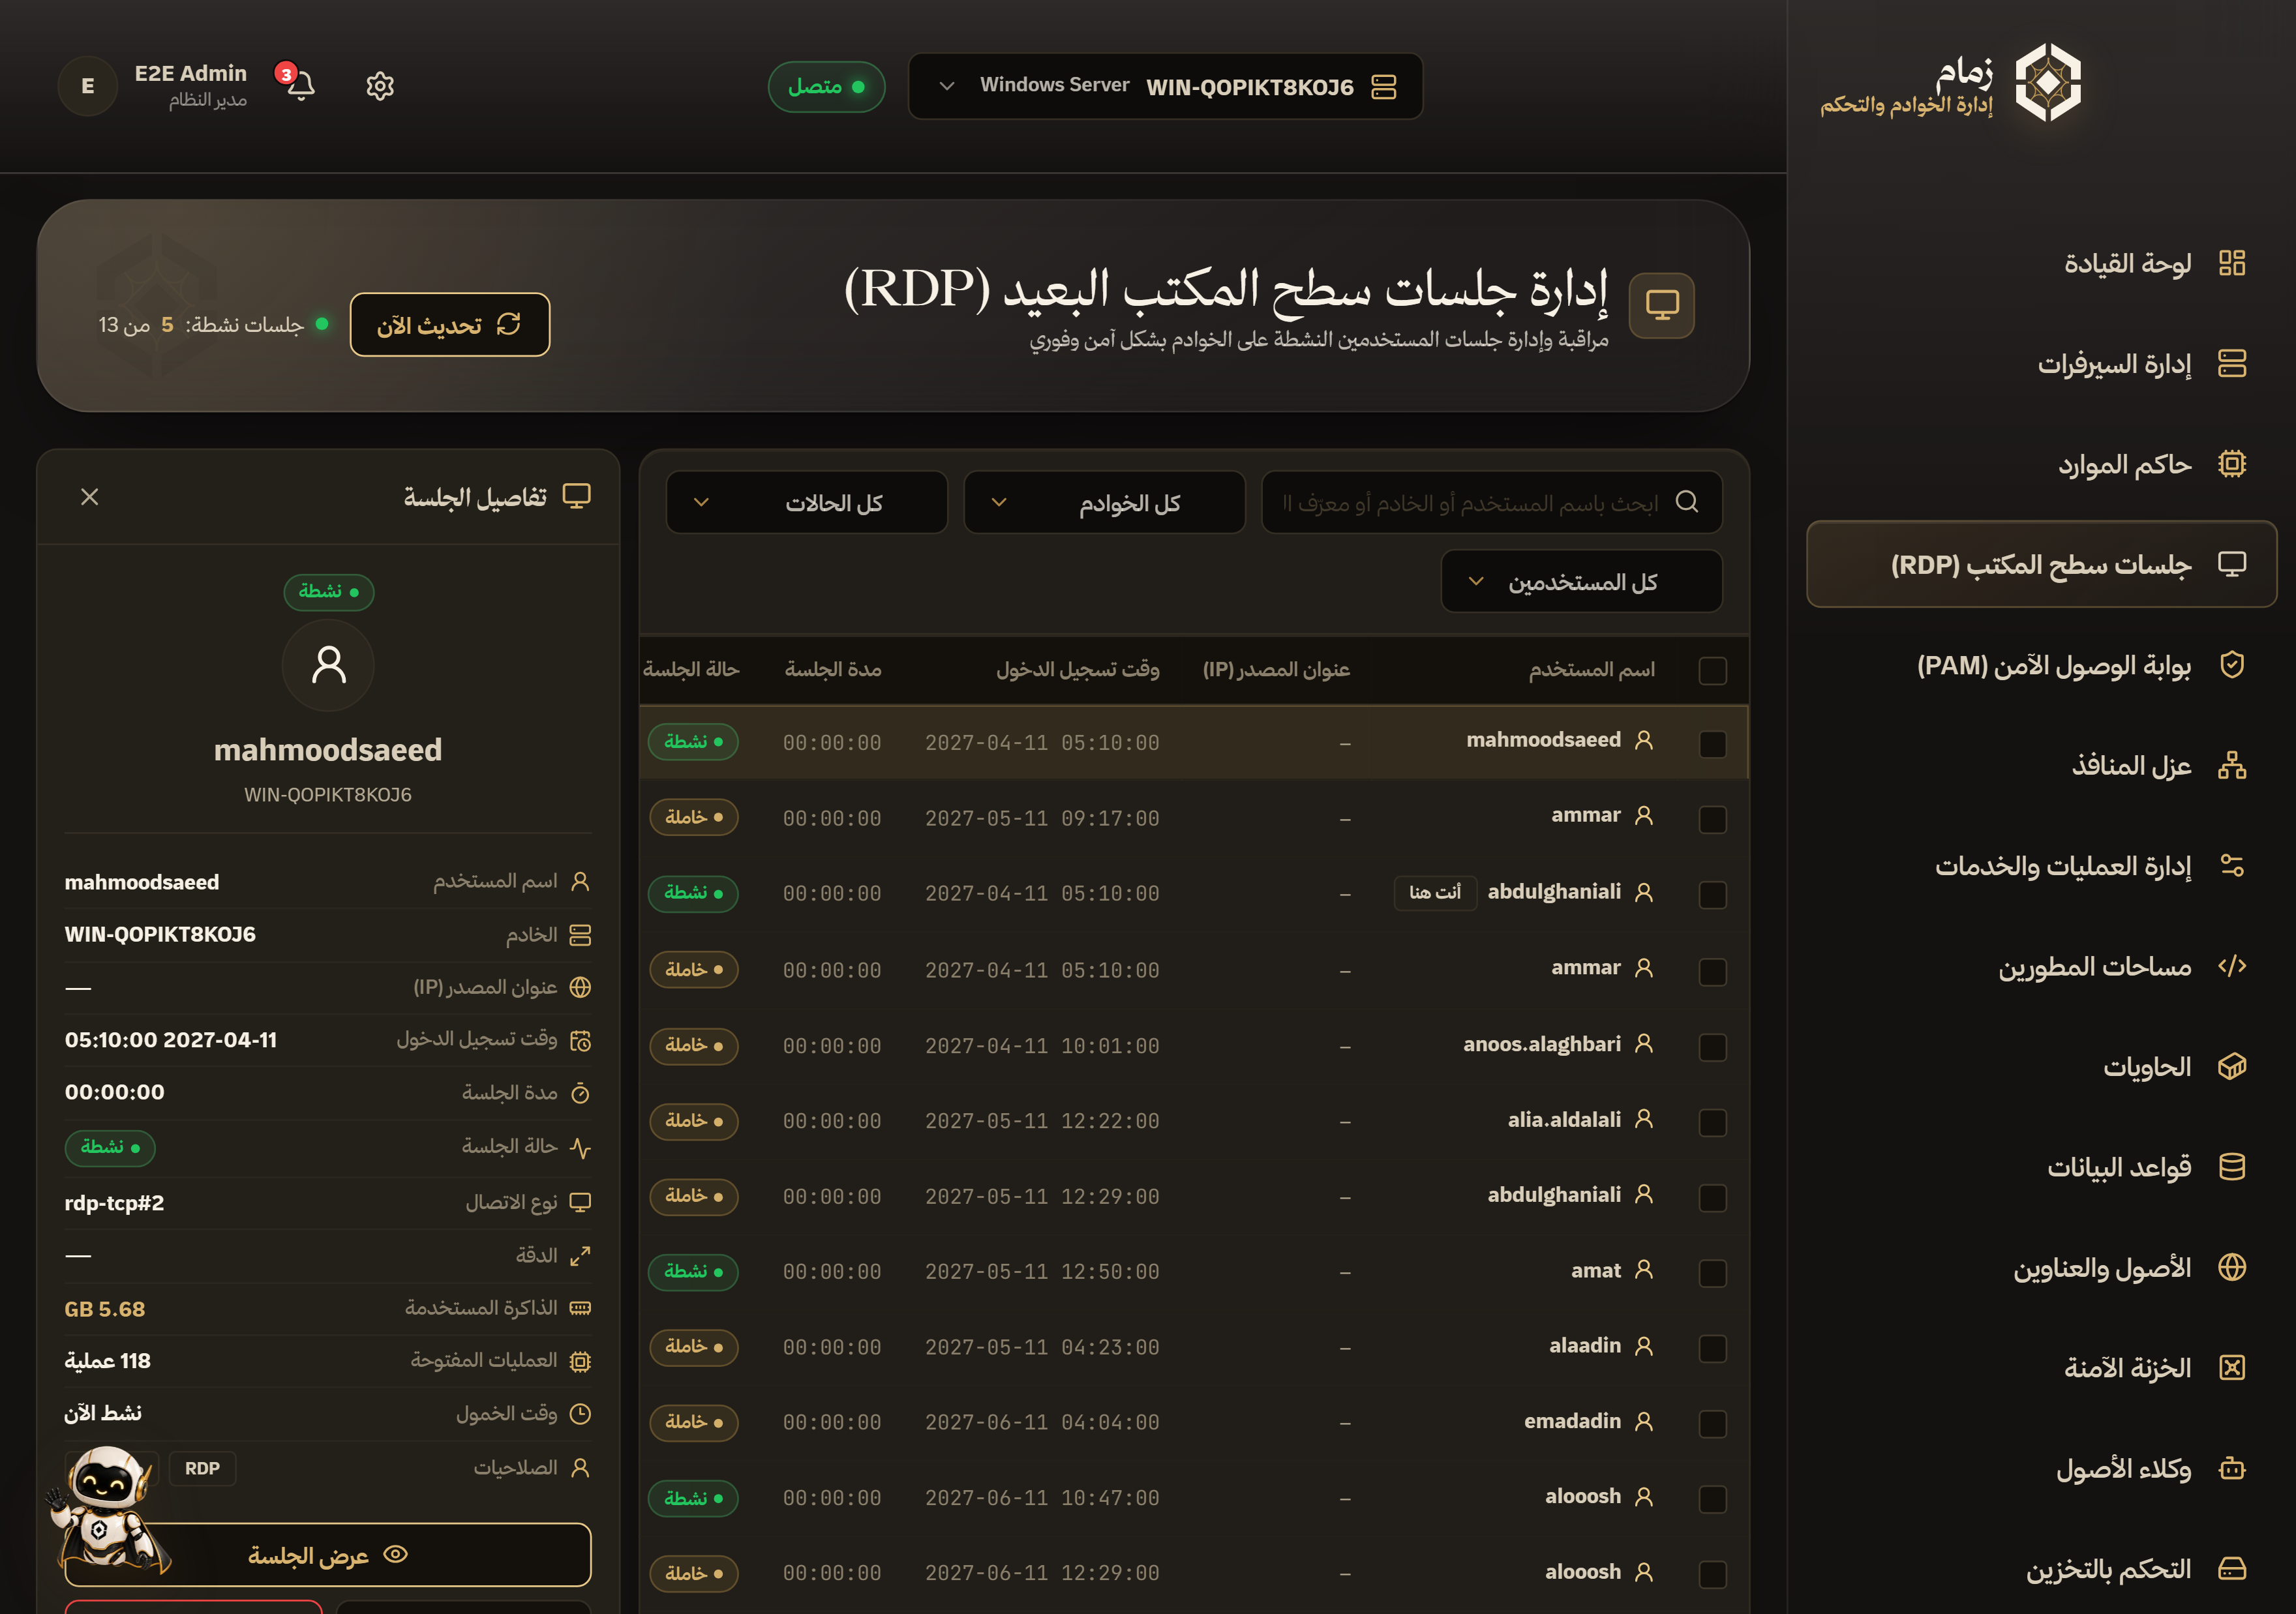 زمام
إدارة الخوادم والتحكم
WIN-QOPIKT8KOJ6 Windows Server
متصل
3
E2E Admin
مدير النظام
E
لوحة القيادة
إدارة السيرفرات
حاكم الموارد
جلسات سطح المكتب (RDP)
بوابة الوصول الآمن (PAM)
عزل المنافذ
إدارة العمليات والخدمات
مساحات المطورين
الحاويات
قواعد البيانات
الأصول والعناوين
الخزنة الآمنة
وكلاء الأصول
التحكم بالتخزين
إدارة جلسات سطح المكتب البعيد (RDP)
مراقبة وإدارة جلسات المستخدمين النشطة على الخوادم بشكل آمن وفوري
تحديث الآن
جلسات نشطة: 5 من 13
ابحث باسم المستخدم أو الخادم أو معرّف ال
كل الخوادم
كل الحالات
كل المستخدمين
اسم المستخدم عنوان المصدر (IP) وقت تسجيل الدخول مدة الجلسة حالة الجلسة
mahmoodsaeed – 2027-04-11 05:10:00 00:00:00 نشطة
ammar – 2027-05-11 09:17:00 00:00:00 خاملة
abdulghaniali أنت هنا – 2027-04-11 05:10:00 00:00:00 نشطة
ammar – 2027-04-11 05:10:00 00:00:00 خاملة
anoos.alaghbari – 2027-04-11 10:01:00 00:00:00 خاملة
alia.aldalali – 2027-05-11 12:22:00 00:00:00 خاملة
abdulghaniali – 2027-05-11 12:29:00 00:00:00 خاملة
amat – 2027-05-11 12:50:00 00:00:00 نشطة
alaadin – 2027-05-11 04:23:00 00:00:00 خاملة
emadadin – 2027-06-11 04:04:00 00:00:00 خاملة
alooosh – 2027-06-11 10:47:00 00:00:00 نشطة
alooosh – 2027-06-11 12:29:00 00:00:00 خاملة
تفاصيل الجلسة
نشطة
mahmoodsaeed
WIN-QOPIKT8KOJ6
اسم المستخدم mahmoodsaeed
الخادم WIN-QOPIKT8KOJ6
عنوان المصدر (IP) —
وقت تسجيل الدخول 05:10:00 2027-04-11
مدة الجلسة 00:00:00
حالة الجلسة نشطة
نوع الاتصال rdp-tcp#2
الدقة —
الذاكرة المستخدمة GB 5.68
العمليات المفتوحة 118 عملية
وقت الخمول نشط الآن
الصلاحيات RDP
عرض الجلسة